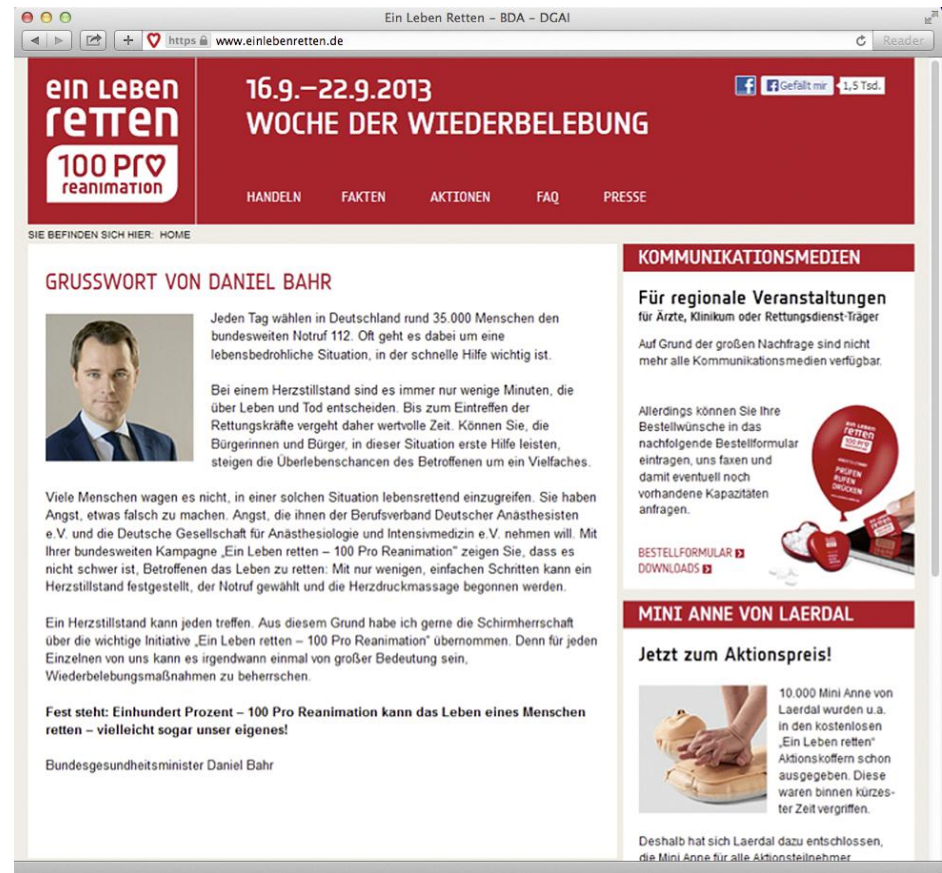 Ein Leben Retten – BDA – DGAI
https www.einlebenretten.de
Reader
ein Leben
retten
100 Pro
reanimation
16.9.–22.9.2013
WOCHE DER WIEDERBELEBUNG
Gefällt mir 1,5 Tsd.
HANDELN FAKTEN AKTIONEN FAQ PRESSE
SIE BEFINDEN SICH HIER: HOME
GRUSSWORT VON DANIEL BAHR
Jeden Tag wählen in Deutschland rund 35.000 Menschen den
bundesweiten Notruf 112. Oft geht es dabei um eine
lebensbedrohliche Situation, in der schnelle Hilfe wichtig ist.
Bei einem Herzstillstand sind es immer nur wenige Minuten, die
über Leben und Tod entscheiden. Bis zum Eintreffen der
Rettungskräfte vergeht daher wertvolle Zeit. Können Sie, die
Bürgerinnen und Bürger, in dieser Situation erste Hilfe leisten,
steigen die Überlebenschancen des Betroffenen um ein Vielfaches.
Viele Menschen wagen es nicht, in einer solchen Situation lebensrettend einzugreifen. Sie haben
Angst, etwas falsch zu machen. Angst, die ihnen der Berufsverband Deutscher Anästhesisten
e.V. und die Deutsche Gesellschaft für Anästhesiologie und Intensivmedizin e.V. nehmen will. Mit
Ihrer bundesweiten Kampagne „Ein Leben retten – 100 Pro Reanimation" zeigen Sie, dass es
nicht schwer ist, Betroffenen das Leben zu retten: Mit nur wenigen, einfachen Schritten kann ein
Herzstillstand festgestellt, der Notruf gewählt und die Herzdruckmassage begonnen werden.
Ein Herzstillstand kann jeden treffen. Aus diesem Grund habe ich gerne die Schirmherrschaft
über die wichtige Initiative „Ein Leben retten – 100 Pro Reanimation" übernommen. Denn für jeden
Einzelnen von uns kann es irgendwann einmal von großer Bedeutung sein,
Wiederbelebungsmaßnahmen zu beherrschen.
Fest steht: Einhundert Prozent – 100 Pro Reanimation kann das Leben eines Menschen
retten – vielleicht sogar unser eigenes!
Bundesgesundheitsminister Daniel Bahr
KOMMUNIKATIONSMEDIEN
Für regionale Veranstaltungen
für Ärzte, Klinikum oder Rettungsdienst-Träger
Auf Grund der großen Nachfrage sind nicht
mehr alle Kommunikationsmedien verfügbar.
Allerdings können Sie Ihre
Bestellwünsche in das
nachfolgende Bestellformular
eintragen, uns faxen und
damit eventuell noch
vorhandene Kapazitäten
anfragen.
ein Leben
retten
100 Pro
PRÜFEN
RUFEN
DRÜCKEN
BESTELLFORMULAR
DOWNLOADS
MINI ANNE VON LAERDAL
Jetzt zum Aktionspreis!
10.000 Mini Anne von
Laerdal wurden u.a.
in den kostenlosen
„Ein Leben retten"
Aktionskoffern schon
ausgegeben. Diese
waren binnen kürzes-
ter Zeit vergriffen.
Deshalb hat sich Laerdal dazu entschlossen,
die Mini Anne für alle Aktionsteilnehmer